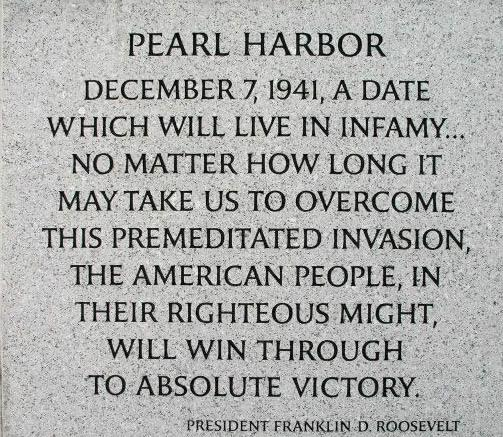 PEARL HARBOR
DECEMBER 7, 1941, A DATE
WHICH WILL LIVE IN INFAMY...
NO MATTER HOW LONG IT
MAY TAKE US TO OVERCOME
THIS PREMEDITATED INVASION,
THE AMERICAN PEOPLE, IN
THEIR RIGHTEOUS MIGHT,
WILL WIN THROUGH
TO ABSOLUTE VICTORY.
PRESIDENT FRANKLIN D. ROOSEVELT